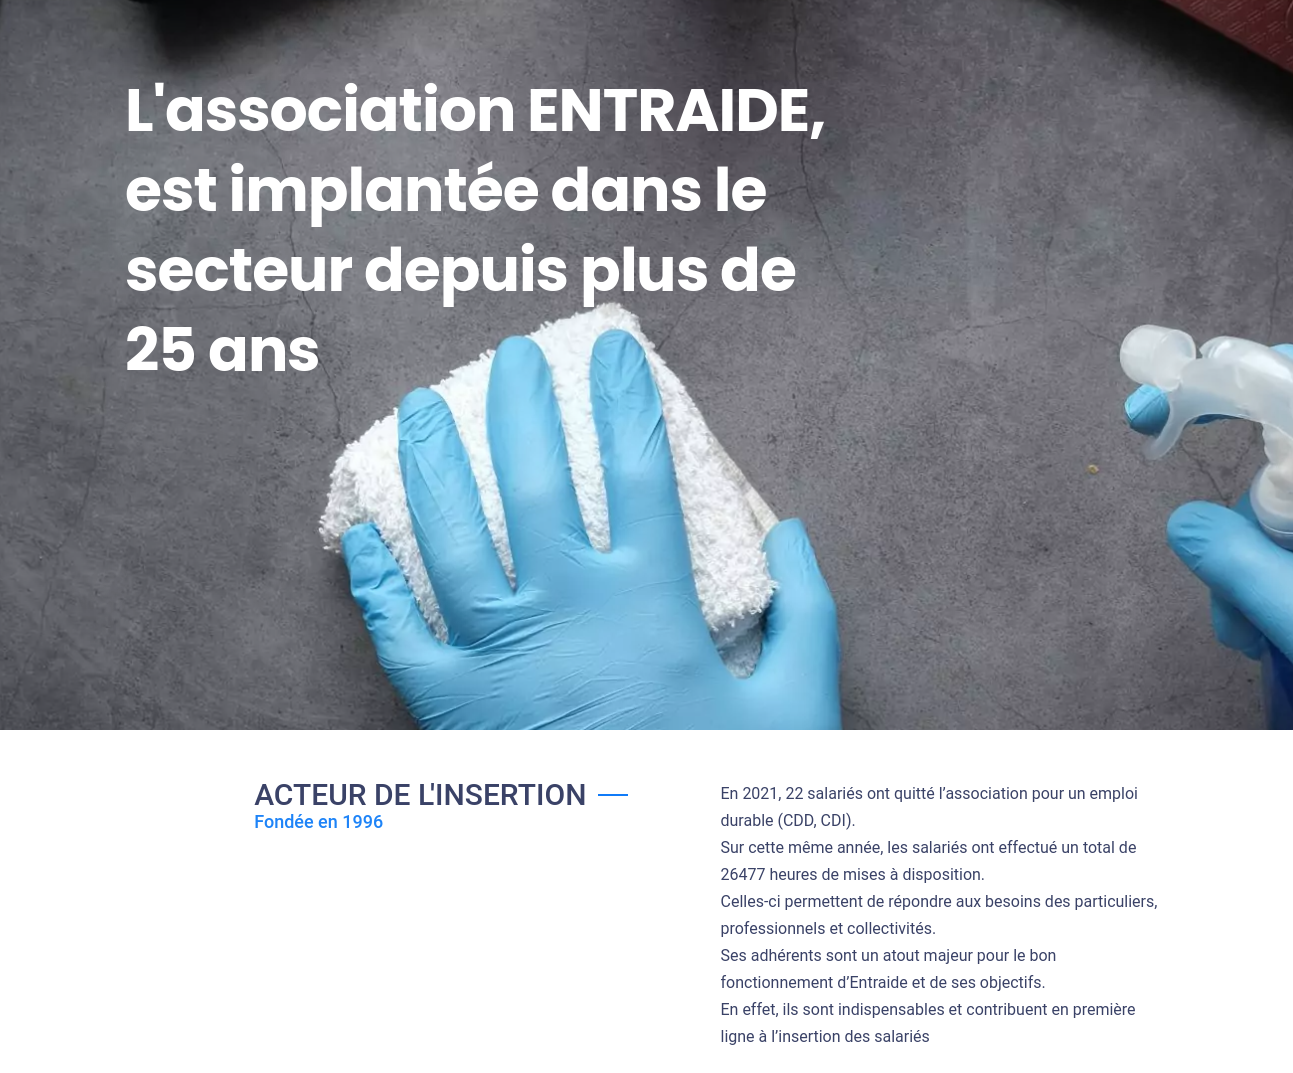 L'association ENTRAIDE,
est implantée dans le
secteur depuis plus de
25 ans
ACTEUR DE L'INSERTION
Fondée en 1996
En 2021, 22 salariés ont quitté l’association pour un emploi
durable (CDD, CDI).
Sur cette même année, les salariés ont effectué un total de
26477 heures de mises à disposition.
Celles-ci permettent de répondre aux besoins des particuliers,
professionnels et collectivités.
Ses adhérents sont un atout majeur pour le bon
fonctionnement d’Entraide et de ses objectifs.
En effet, ils sont indispensables et contribuent en première
ligne à l’insertion des salariés